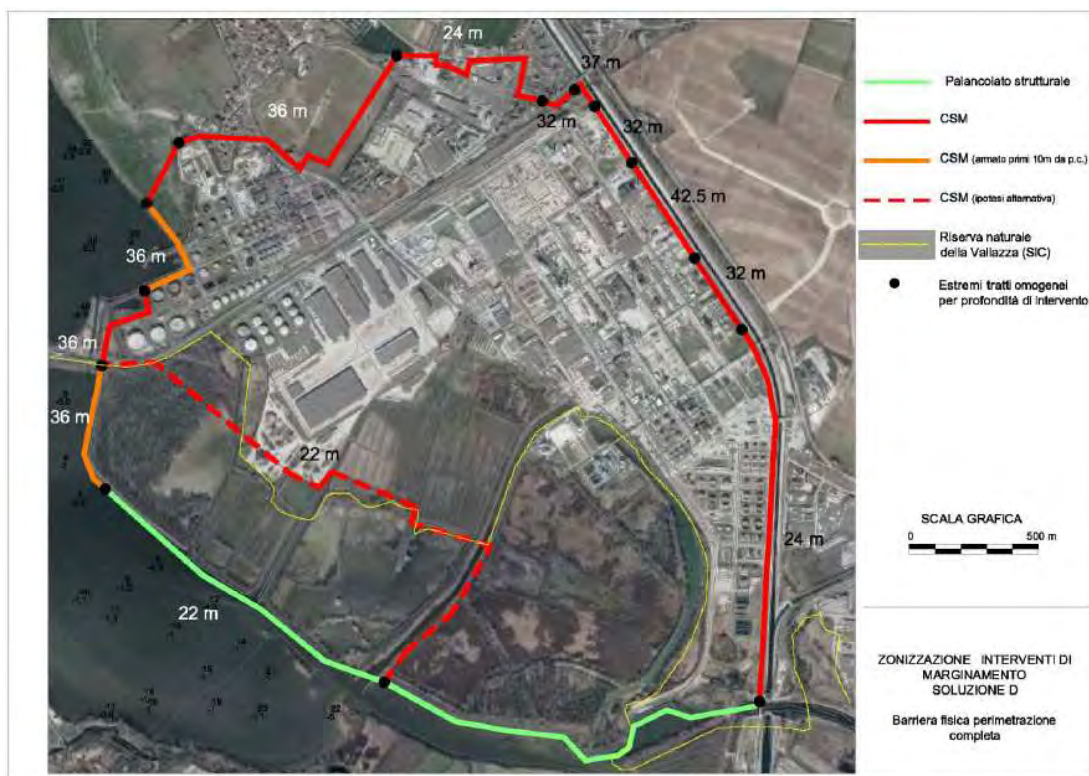 24 m
37 m
36 m
32 m
32 m
42.5 m
36 m
32 m
36 m
36 m
22 m
24 m
22 m
Palancolato strutturale
CSM
CSM (armato primi 10m da p.c.)
CSM (ipotesi alternativa)
Riserva naturale
della Vallazza (SIC)
Estremi tratti omogenei
per profondità di intervento
SCALA GRAFICA
0 500 m
ZONIZZAZIONE INTERVENTI DI
MARGINAMENTO
SOLUZIONE D
Barriera fisica perimetrazione
completa